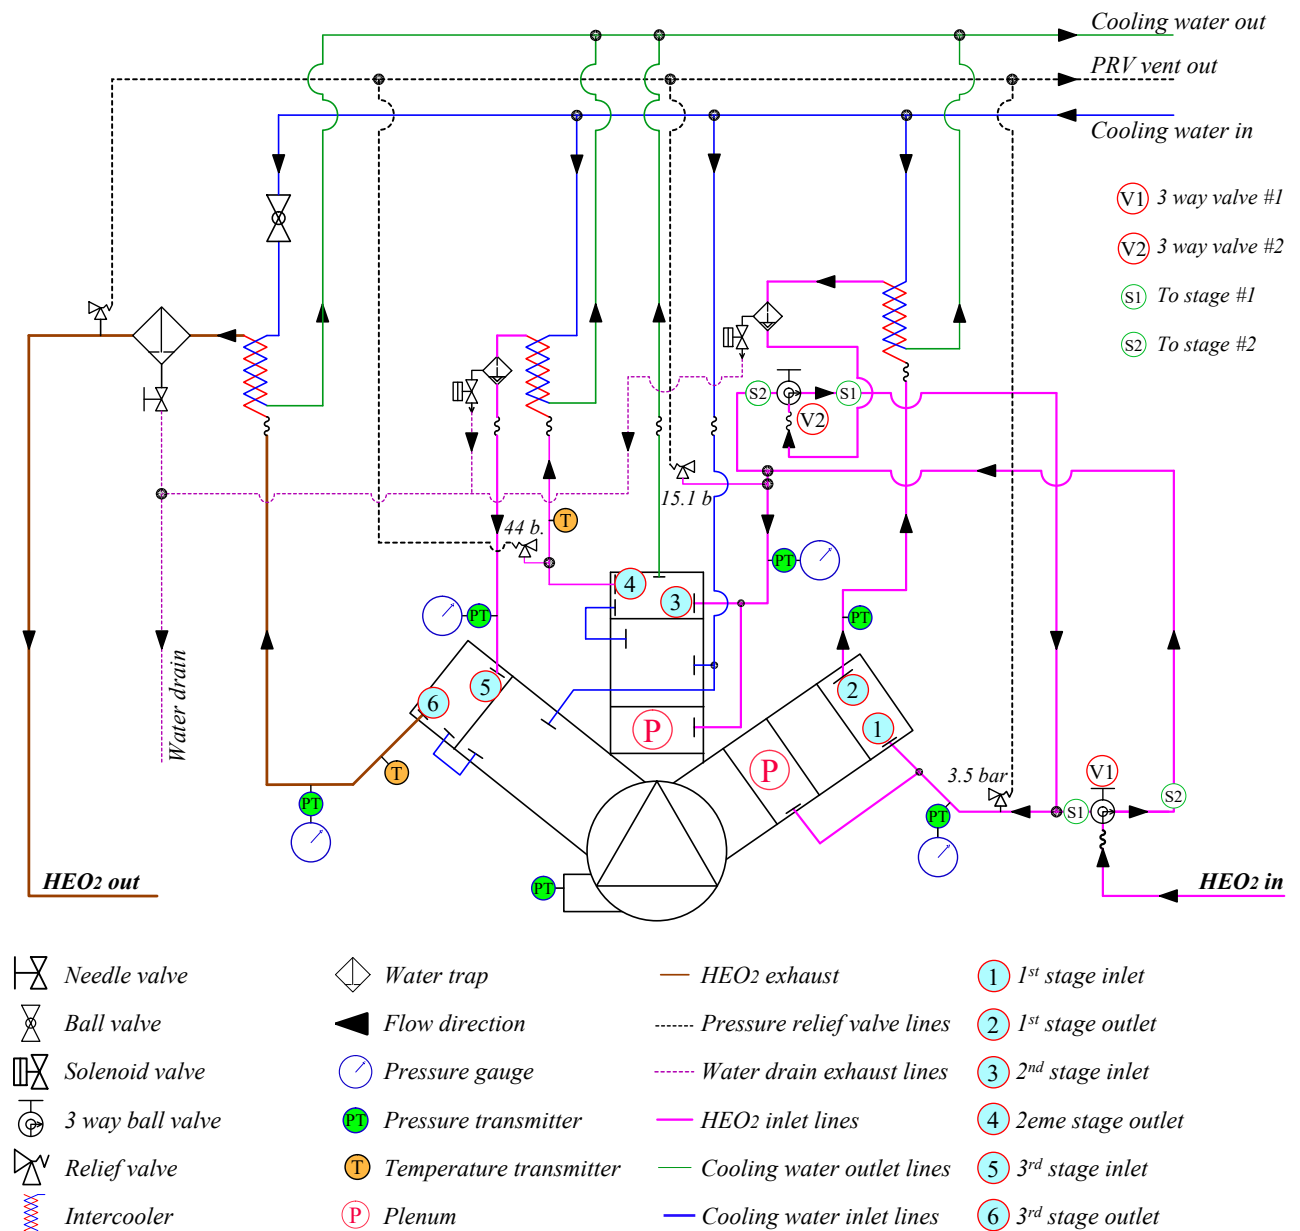 Cooling water out
PRV vent out
Cooling water in
V1 3 way valve #1
V2 3 way valve #2
S1 To stage #1
S2 To stage #2
S2
S1
V2
15.1 b
44 b.
T
PT
4
3
PT
PT
5
2
6
1
P
P
T
PT
Water drain
3.5 bar
V1
S1
S2
PT
PT
HEO2 out
HEO2 in
Needle valve
Water trap
HEO2 exhaust
1 1st stage inlet
Ball valve
Flow direction
Pressure relief valve lines
2 1st stage outlet
Solenoid valve
Pressure gauge
Water drain exhaust lines
3 2nd stage inlet
3 way ball valve
PT Pressure transmitter
HEO2 inlet lines
4 2eme stage outlet
Relief valve
T Temperature transmitter
Cooling water outlet lines
5 3rd stage inlet
Intercooler
P Plenum
Cooling water inlet lines
6 3rd stage outlet